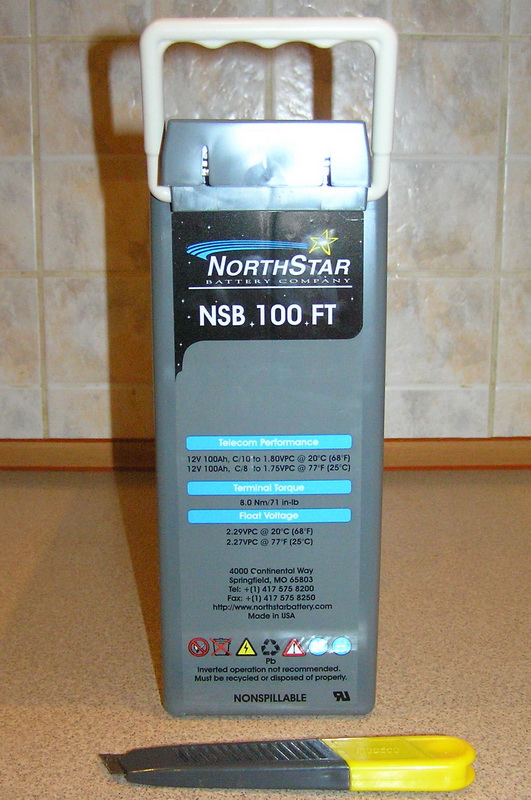 NORTHSTAR
BATTERY COMPANY
NSB 100 FT
Telecom Performance
12V 100Ah, C/10 to 1.80VPC @ 20°C (68°F)
12V 100Ah, C/8 to 1.75VPC @ 77°F (25°C)
Terminal Torque
8.0 Nm/71 in-lb
Float Voltage
2.29VPC @ 20°C (68°F)
2.27VPC @ 77°F (25°C)
4000 Continental Way
Springfield, MO 65803
Tel: +(1) 417 575 8200
Fax: +(1) 417 575 8250
http://www.northstarbattery.com
Made in USA
Pb
Inverted operation not recommended.
Must be recycled or disposed of properly.
NONSPILLABLE